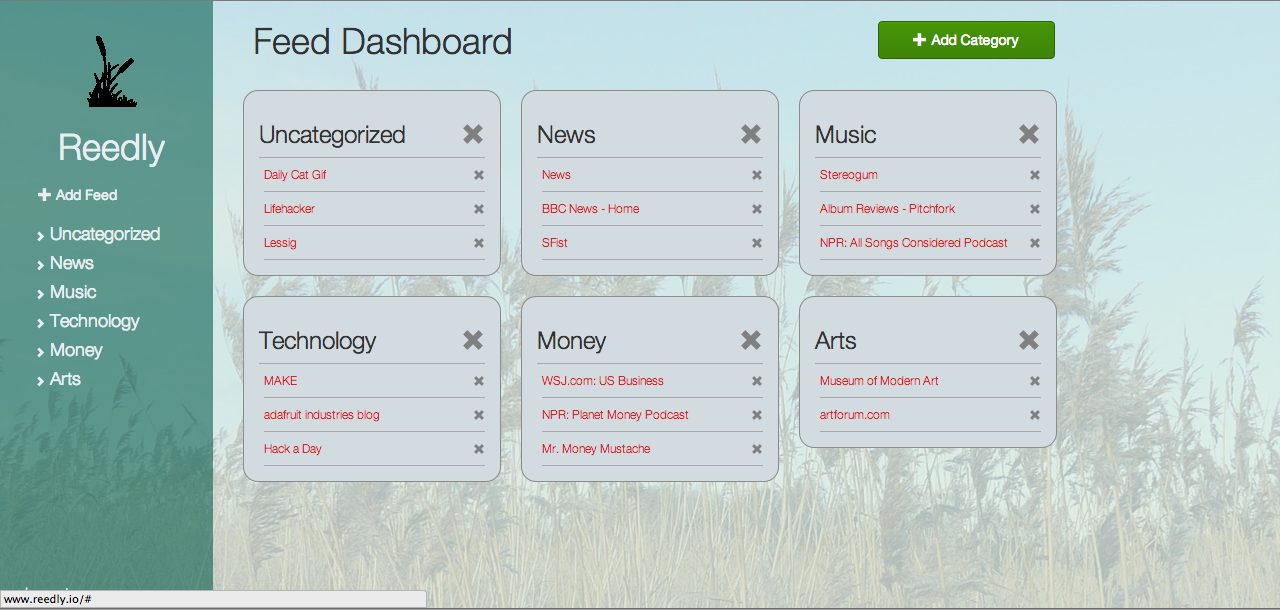 Reedly
+ Add Feed
Uncategorized
News
Music
Technology
Money
Arts
Feed Dashboard
+ Add Category
Uncategorized
Daily Cat Gif
Lifehacker
Lessig
News
News
BBC News - Home
SFist
Music
Stereogum
Album Reviews - Pitchfork
NPR: All Songs Considered Podcast
Technology
MAKE
adafruit industries blog
Hack a Day
Money
WSJ.com: US Business
NPR: Planet Money Podcast
Mr. Money Mustache
Arts
Museum of Modern Art
artforum.com
www.reedly.io/#